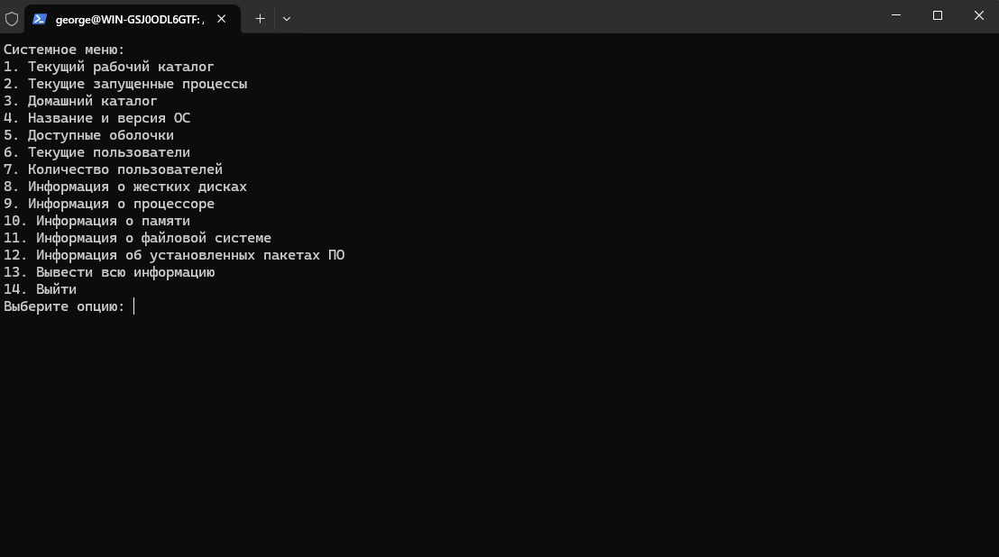 george@WIN-GSJ0ODL6GTF: /
Системное меню:
1. Текущий рабочий каталог
2. Текущие запущенные процессы
3. Домашний каталог
4. Название и версия ОС
5. Доступные оболочки
6. Текущие пользователи
7. Количество пользователей
8. Информация о жестких дисках
9. Информация о процессоре
10. Информация о памяти
11. Информация о файловой системе
12. Информация об установленных пакетах ПО
13. Вывести всю информацию
14. Выйти
Выберите опцию: